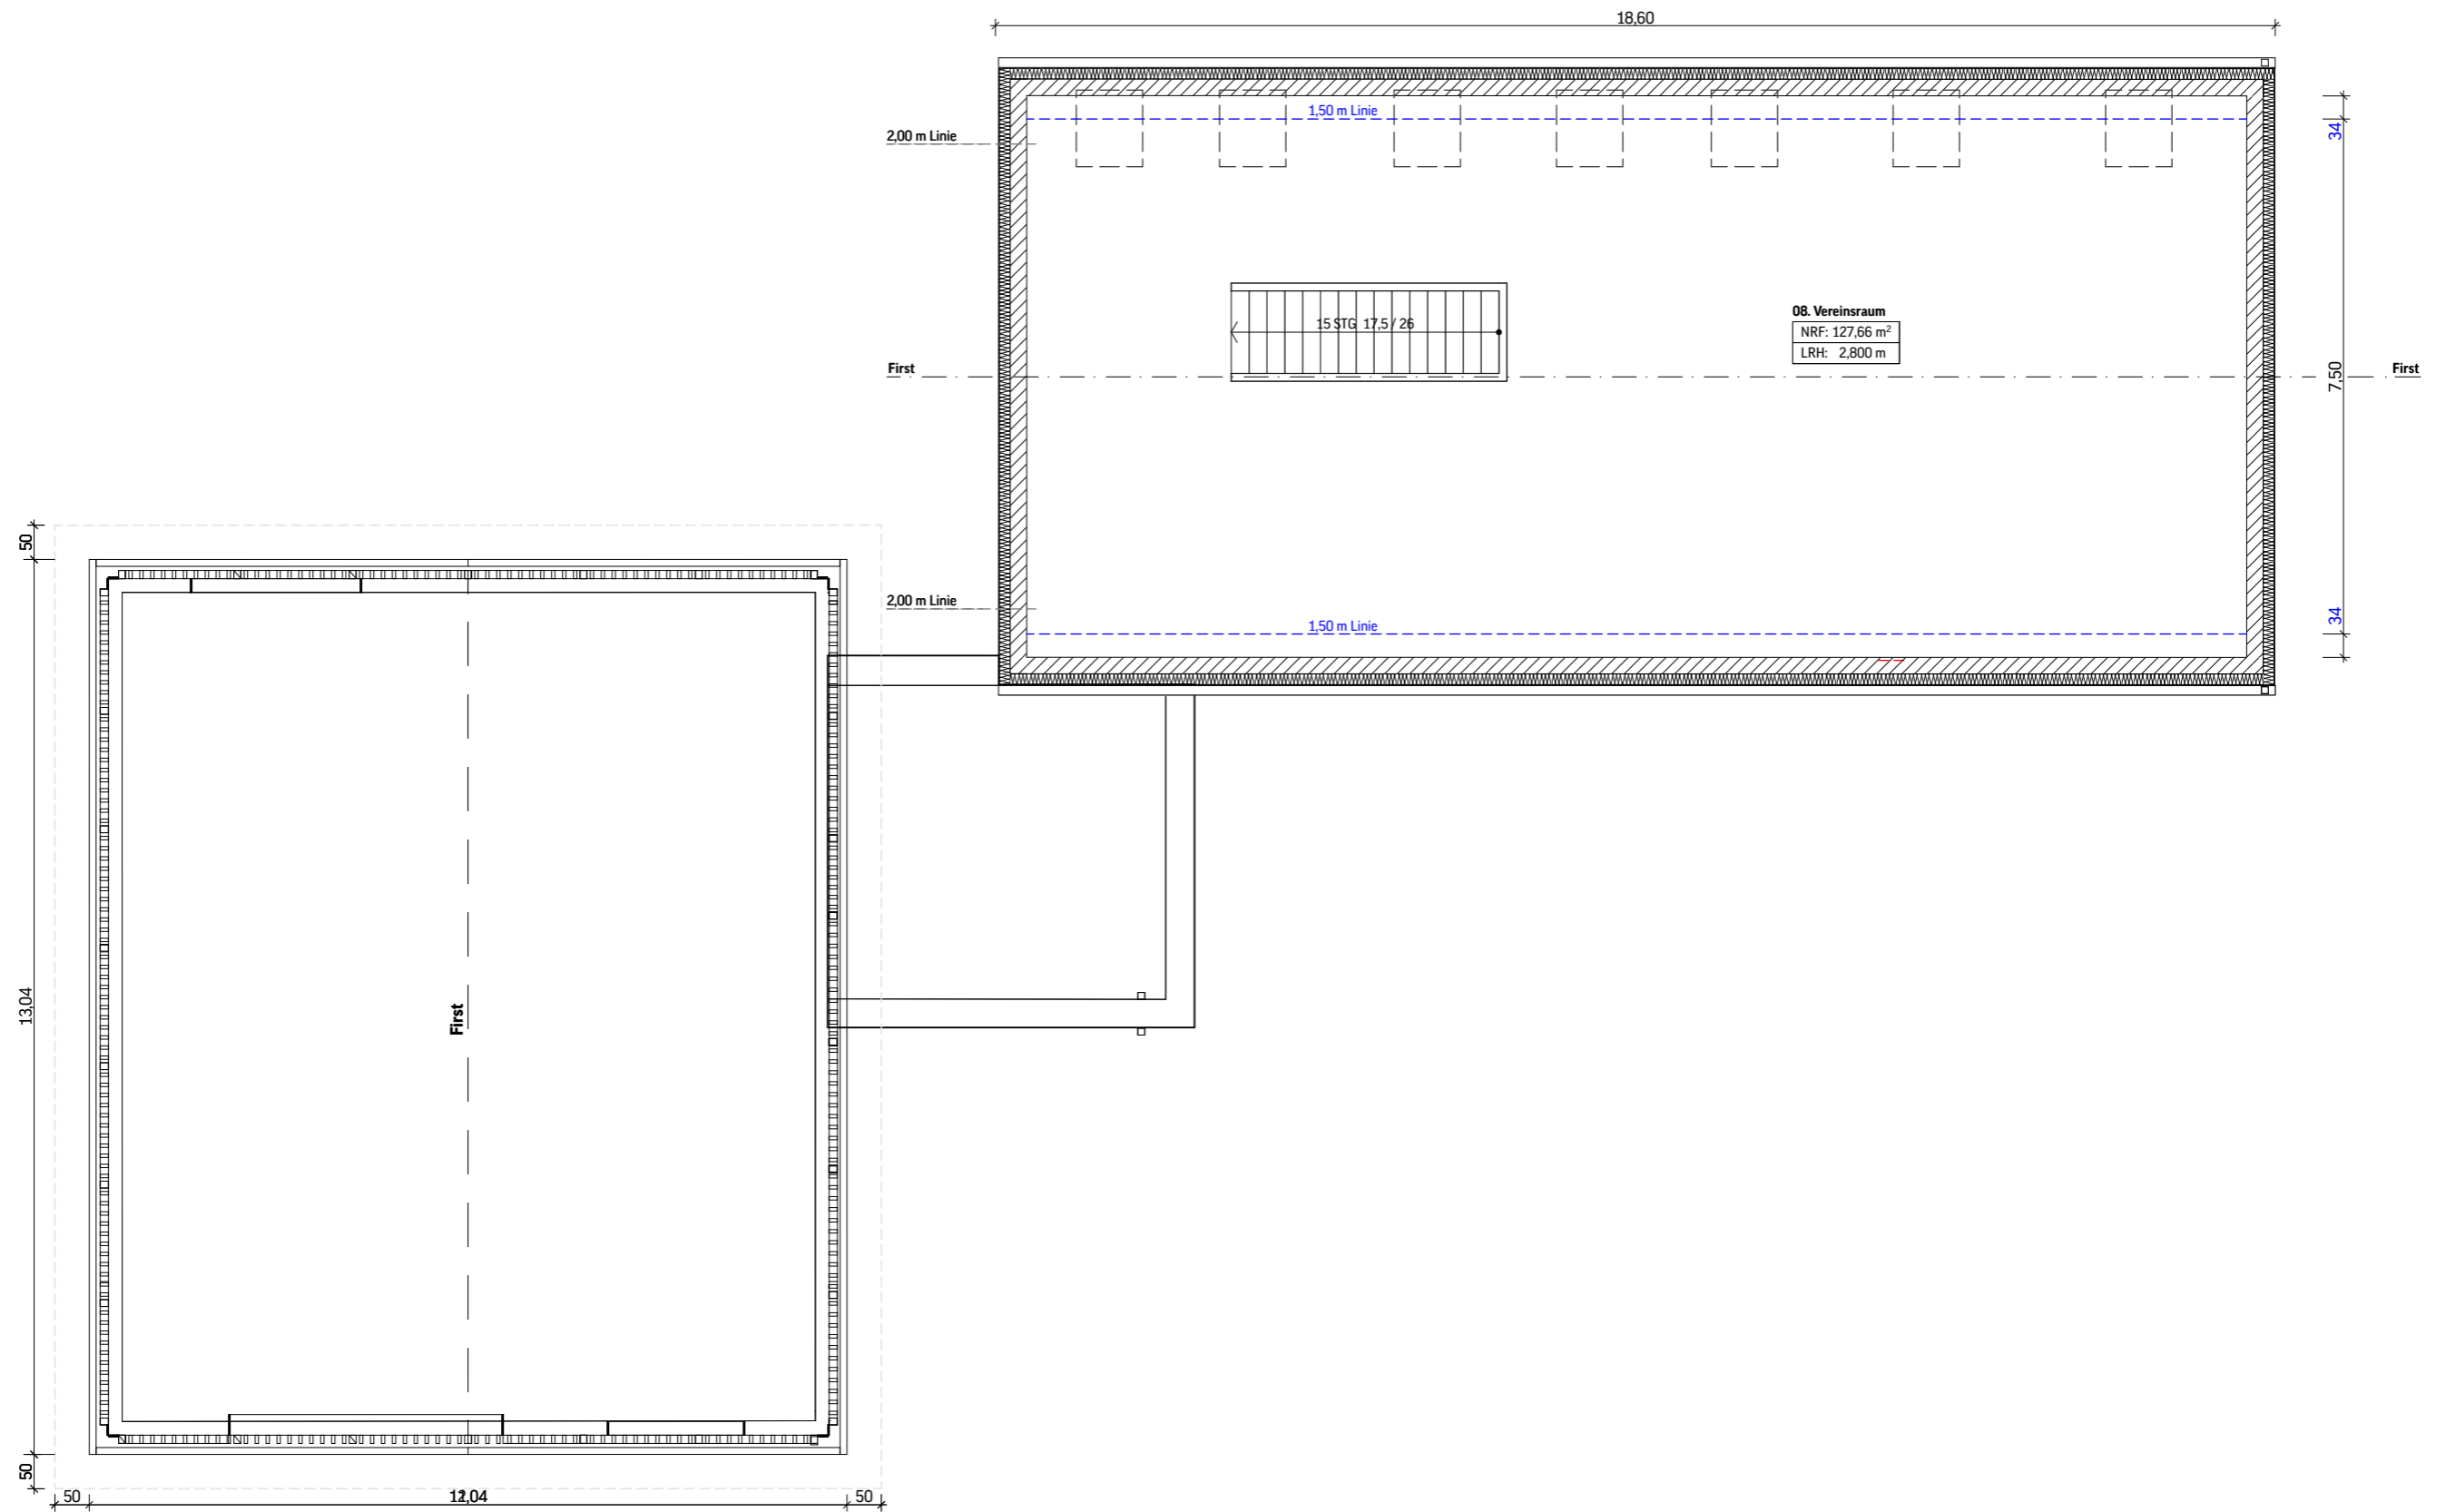 18,60
1,50 m Linie
34
2,00 m Linie
08. Vereinsraum
NRF: 127,66 m²
LRH: 2,800 m
15 STG 17,5 / 26
First
First
7,50
50
2,00 m Linie
34
1,50 m Linie
13,04
First
50
50
50